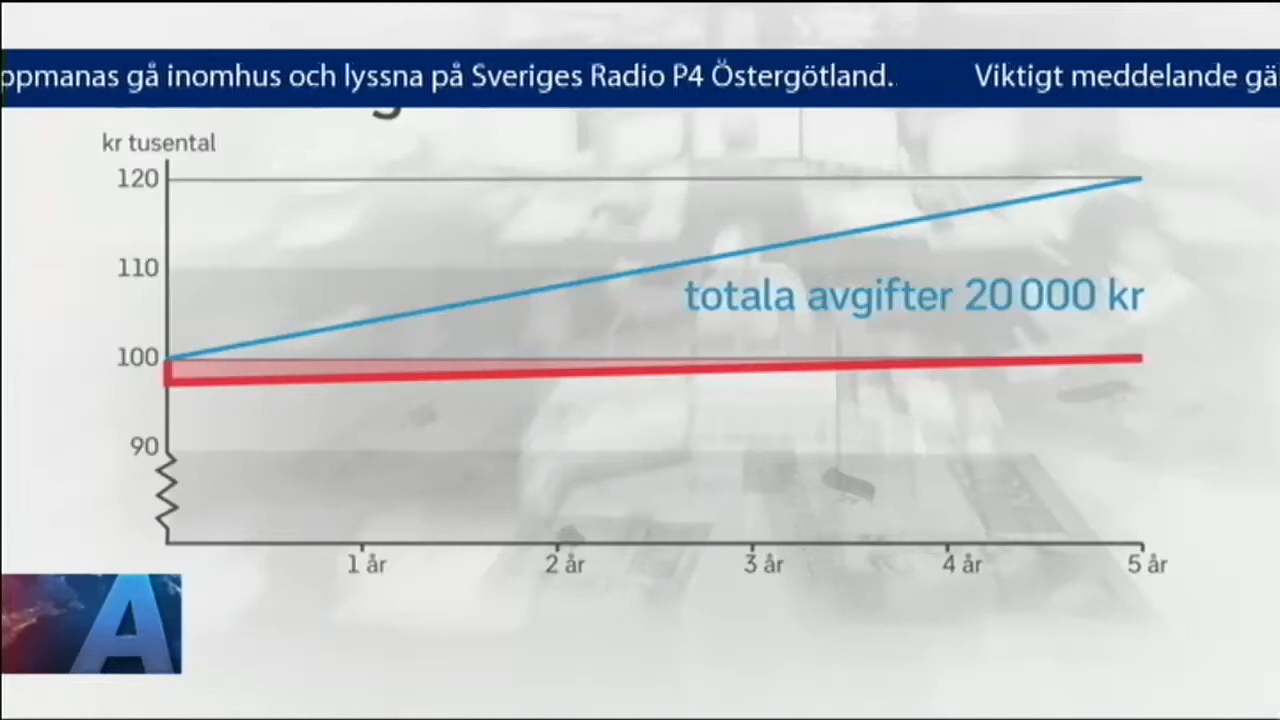 ppmanas gå inomhus och lyssna på Sveriges Radio P4 Östergötland. Viktigt meddelande gä
kr tusental
120
110
totala avgifter 20 000 kr
100
90
1 år 2 år 3 år 4 år 5 år
A